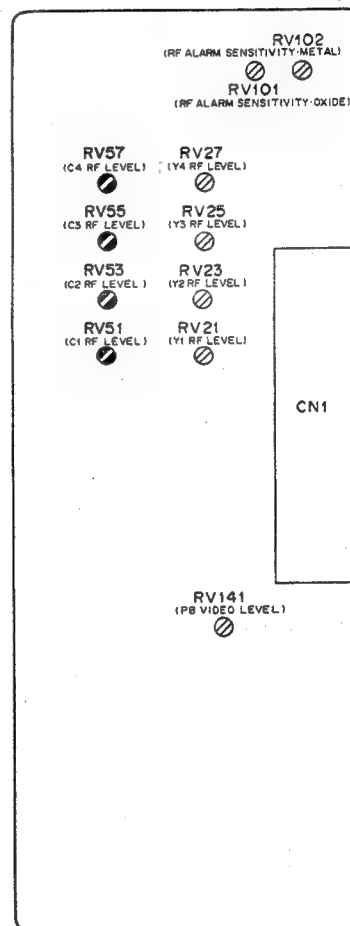 RV102
(RF ALARM SENSITIVITY-METAL)
RV101
(RF ALARM SENSITIVITY-OXIDE)
RV57 RV27
(C4 RF LEVEL) (Y4 RF LEVEL)
RV55 RV25
(C3 RF LEVEL) (Y3 RF LEVEL)
RV53 RV23
(C2 RF LEVEL) (Y2 RF LEVEL)
RV51 RV21
(C1 RF LEVEL) (Y1 RF LEVEL)
CN1
RV141
(PB VIDEO LEVEL)